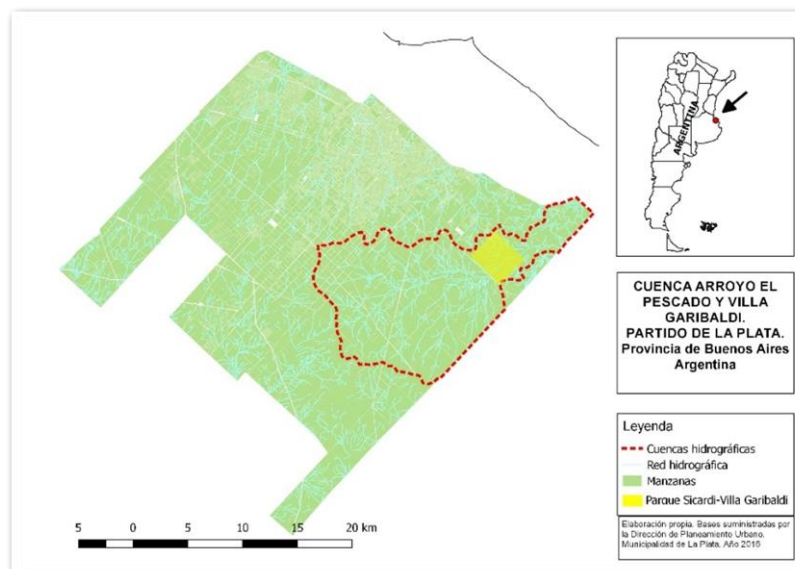 ARGENTINA
CUENCA ARROYO EL
PESCADO Y VILLA
GARIBALDI.
PARTIDO DE LA PLATA.
Provincia de Buenos Aires
Argentina
Leyenda
Cuencas hidrográficas
Red hidrográfica
Manzanas
Parque Sicardi-Villa Garibaldi
Elaboración propia. Bases suministradas por
la Dirección de Planeamiento Urbano.
Municipalidad de La Plata. Año 2016
5 0 5 10 15 20 km